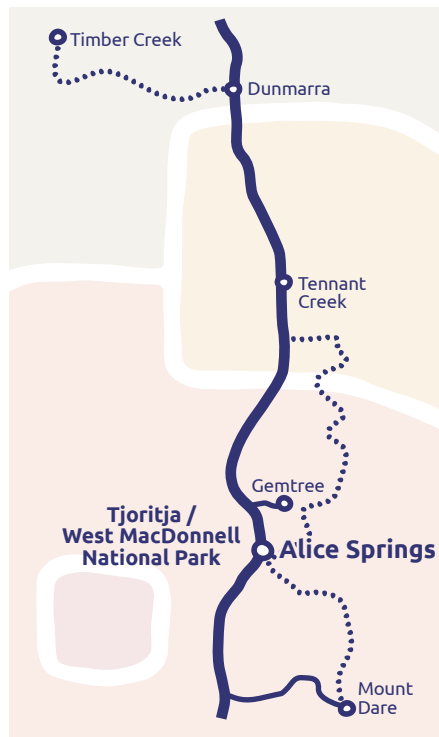 Timber Creek
Dunmarra
Tennant
Creek
Gemtree
Tjoritja /
West MacDonnell
National Park
Alice Springs
Mount
Dare